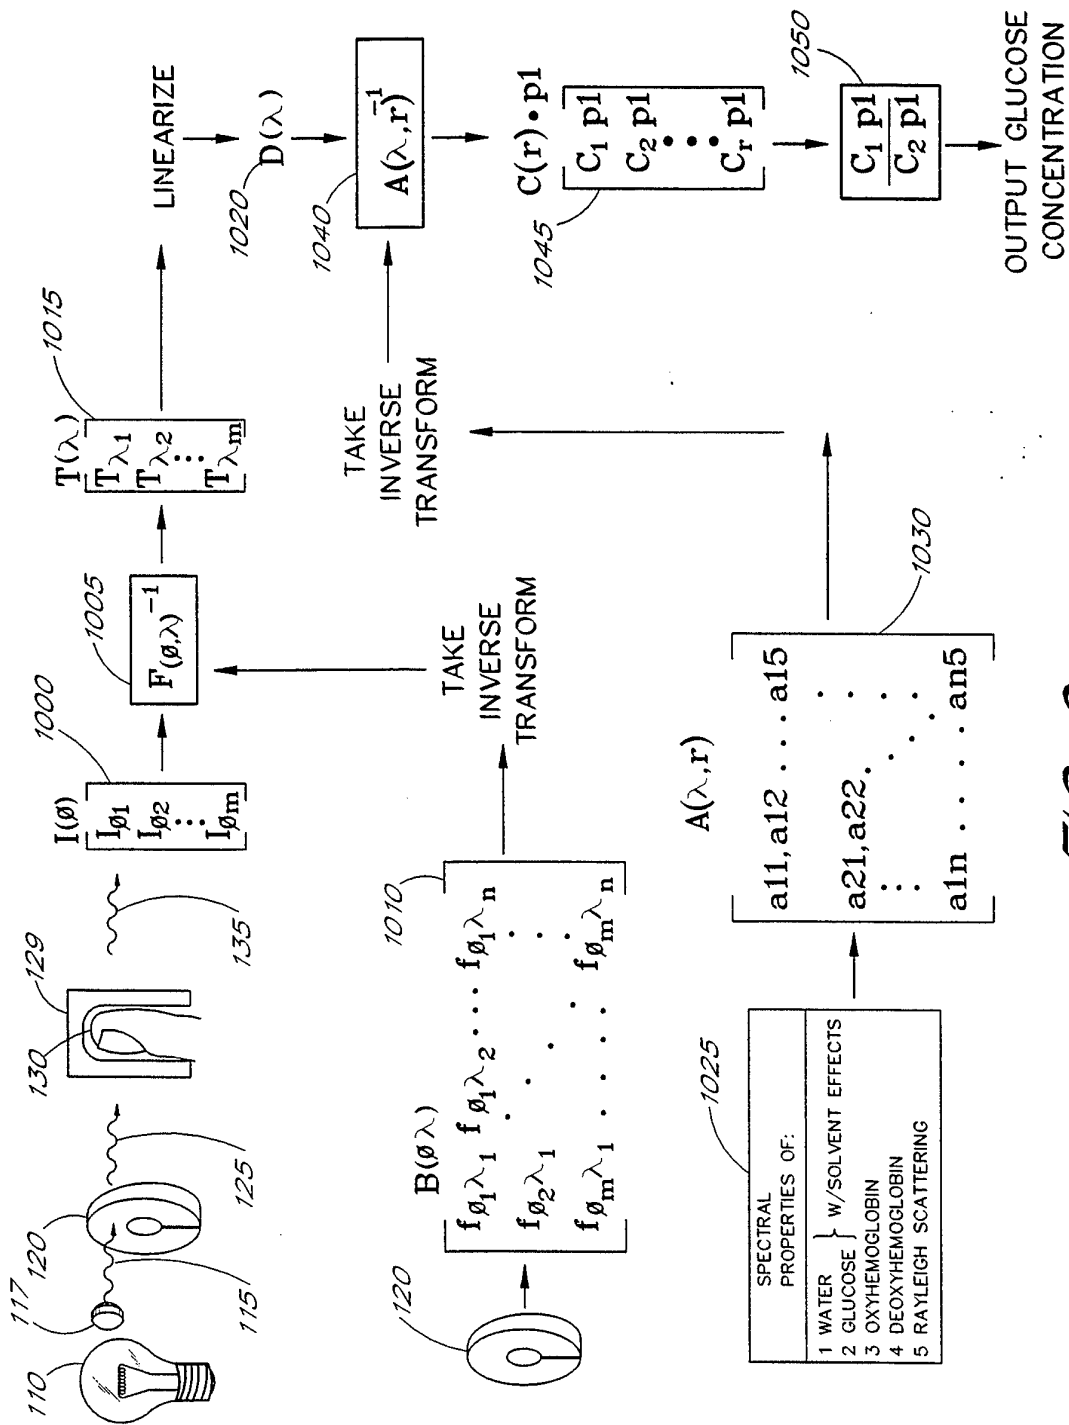 110
117
120
115
125
130
129
135
I(ø)
Iø1
Iø2
Iøm
1000
F(ø,λ)⁻¹
1005
T(λ)
Tλ1
Tλ2
Tλm
1015
LINEARIZE
1020
D(λ)
120
B(øλ)
fø1λ1 fø1λ2 . . . fø1λn
fø2λ1
fømλ1 . . . . fømλn
1010
TAKE
INVERSE
TRANSFORM
TAKE
INVERSE
TRANSFORM
1040
A(λ,r)⁻¹
C(r)•p1
C1 p1
C2 p1
Cr p1
1045
1050
C1 p1
C2 p1
OUTPUT GLUCOSE
CONCENTRATION
1025
SPECTRAL
PROPERTIES OF:
1 WATER
2 GLUCOSE } W/SOLVENT EFFECTS
3 OXYHEMOGLOBIN
4 DEOXYHEMOGLOBIN
5 RAYLEIGH SCATTERING
A(λ,r)
a11,a12 . . . a15
a21,a22 .
a1n . . . . . an5
1030